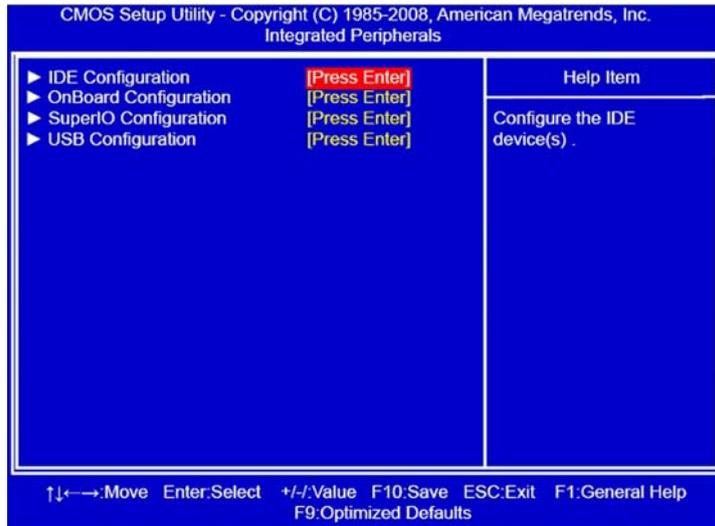 CMOS Setup Utility - Copyright (C) 1985-2008, American Megatrends, Inc.
Integrated Peripherals
► IDE Configuration [Press Enter]
► OnBoard Configuration [Press Enter]
► SuperIO Configuration [Press Enter]
► USB Configuration [Press Enter]
Help Item
Configure the IDE
device(s) .
↑↓←→:Move Enter:Select +/-/:Value F10:Save ESC:Exit F1:General Help
F9:Optimized Defaults